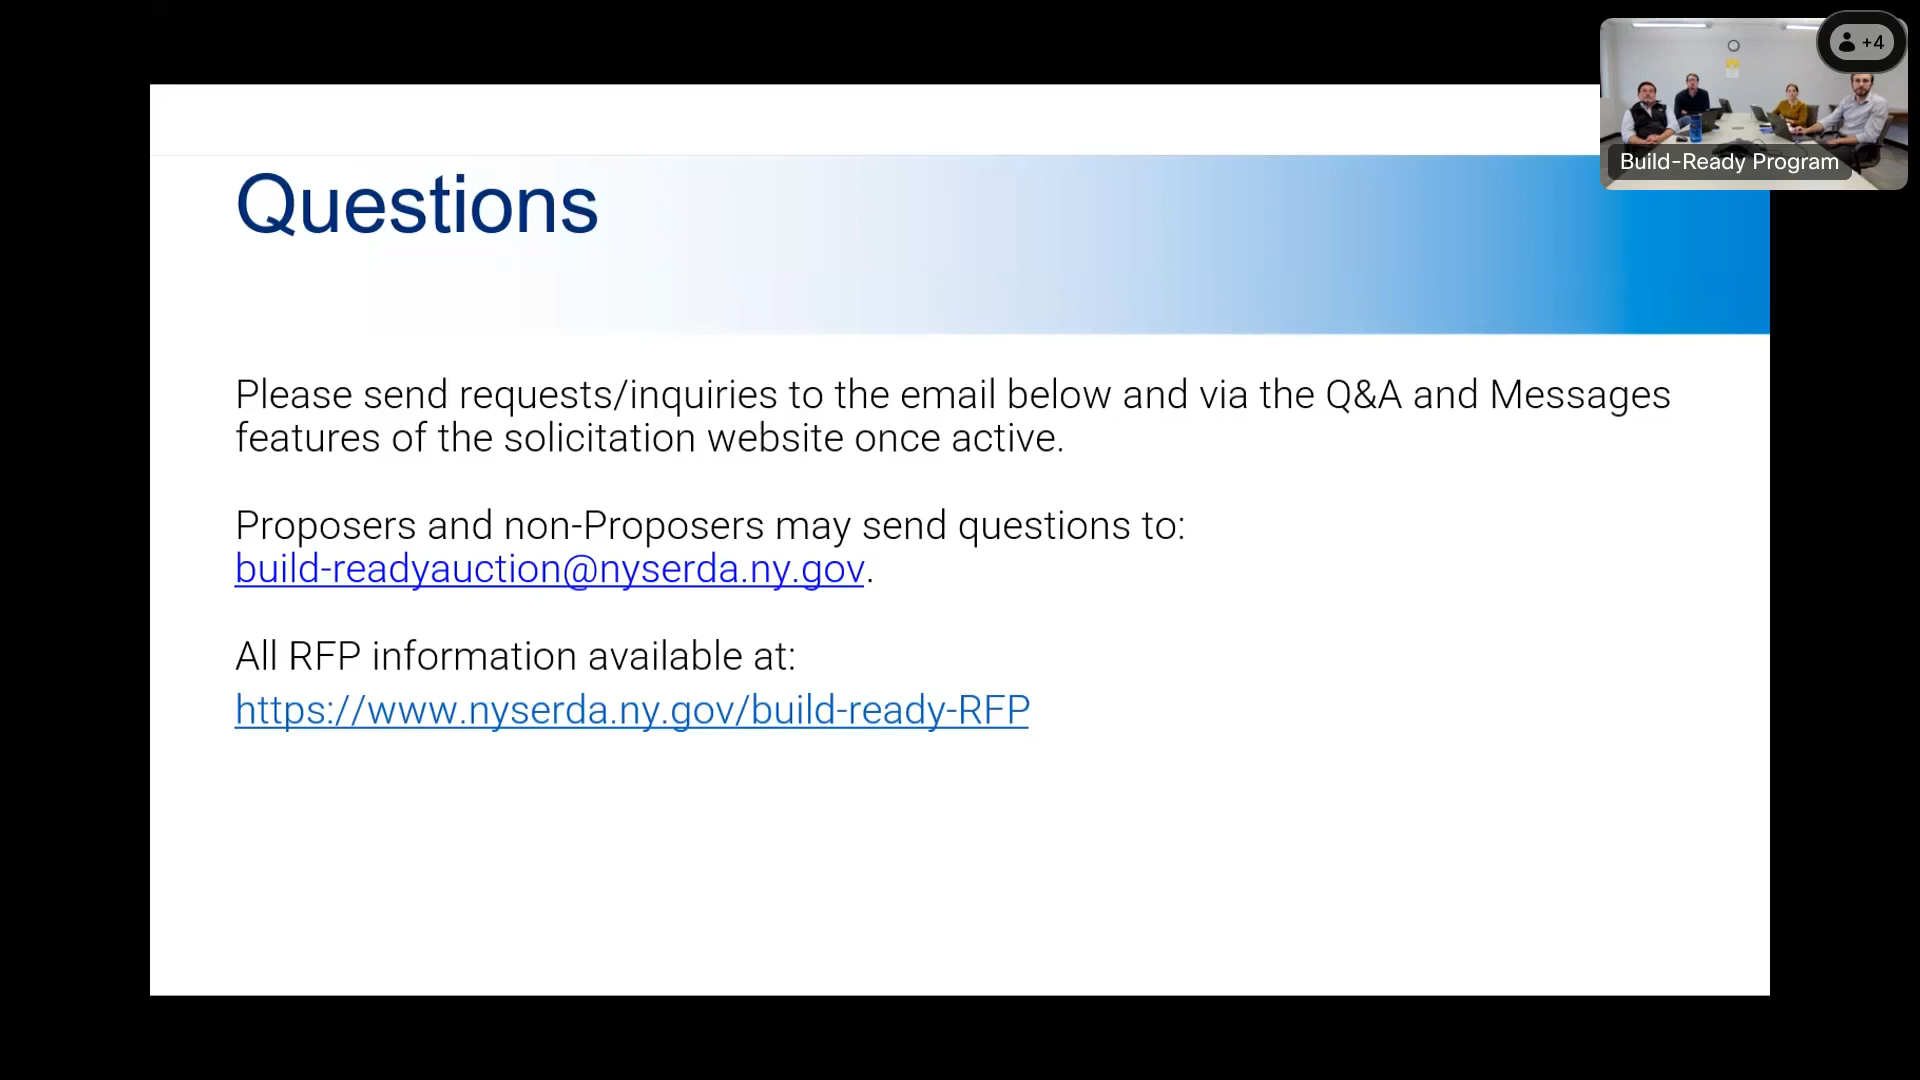 +4
Build-Ready Program
Questions
Please send requests/inquiries to the email below and via the Q&A and Messages
features of the solicitation website once active.
Proposers and non-Proposers may send questions to:
build-readyauction@nyserda.ny.gov.
All RFP information available at:
https://www.nyserda.ny.gov/build-ready-RFP